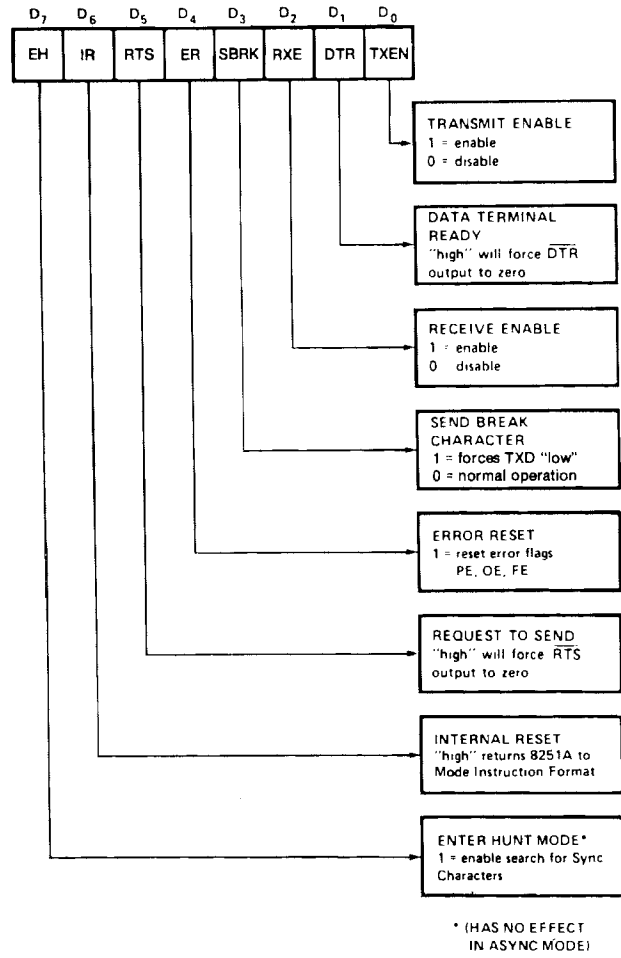 D7 D6 D5 D4 D3 D2 D1 D0
EH IR RTS ER SBRK RXE DTR TXEN
TRANSMIT ENABLE
1 = enable
0 = disable
DATA TERMINAL
READY
"high" will force DTR
output to zero
RECEIVE ENABLE
1 = enable
0 disable
SEND BREAK
CHARACTER
1 = forces TXD "low"
0 = normal operation
ERROR RESET
1 = reset error flags
PE, OE, FE
REQUEST TO SEND
"high" will force RTS
output to zero
INTERNAL RESET
"high" returns 8251A to
Mode Instruction Format
ENTER HUNT MODE*
1 = enable search for Sync
Characters
* (HAS NO EFFECT
IN ASYNC MODE)